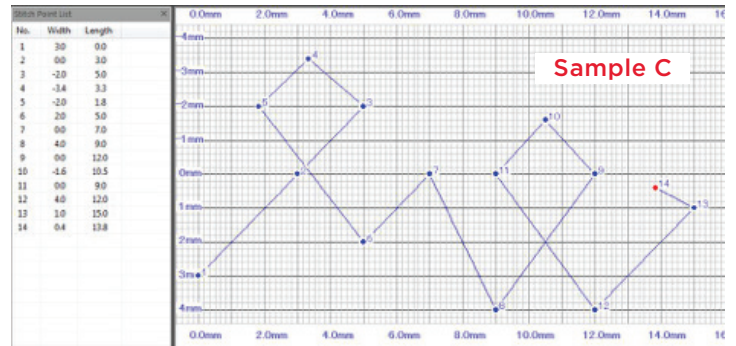 Stitch Point List ×
No. Width Length
1 3.0 0.0
2 0.0 3.0
3 -2.0 5.0
4 -3.4 3.3
5 -2.0 1.8
6 2.0 5.0
7 0.0 7.0
8 4.0 9.0
9 0.0 12.0
10 -1.6 10.5
11 0.0 9.0
12 4.0 12.0
13 1.0 15.0
14 0.4 13.8
0.0mm 2.0mm 4.0mm 6.0mm 8.0mm 10.0mm 12.0mm 14.0mm 16
-4mm
4
-3mm
Sample C
5 3
-2mm
10
-1mm
0mm 2 7 11 9
14
1mm 13
2mm 6
3mm 1
4mm 8 12
0.0mm 2.0mm 4.0mm 6.0mm 8.0mm 10.0mm 12.0mm 14.0mm 16